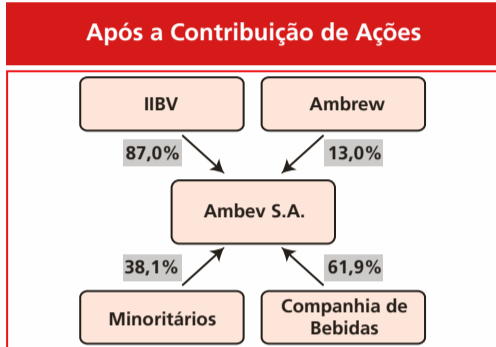 Após a Contribuição de Ações
IIBV
Ambrew
87,0%
13,0%
Ambev S.A.
38,1%
61,9%
Minoritários
Companhia de
Bebidas